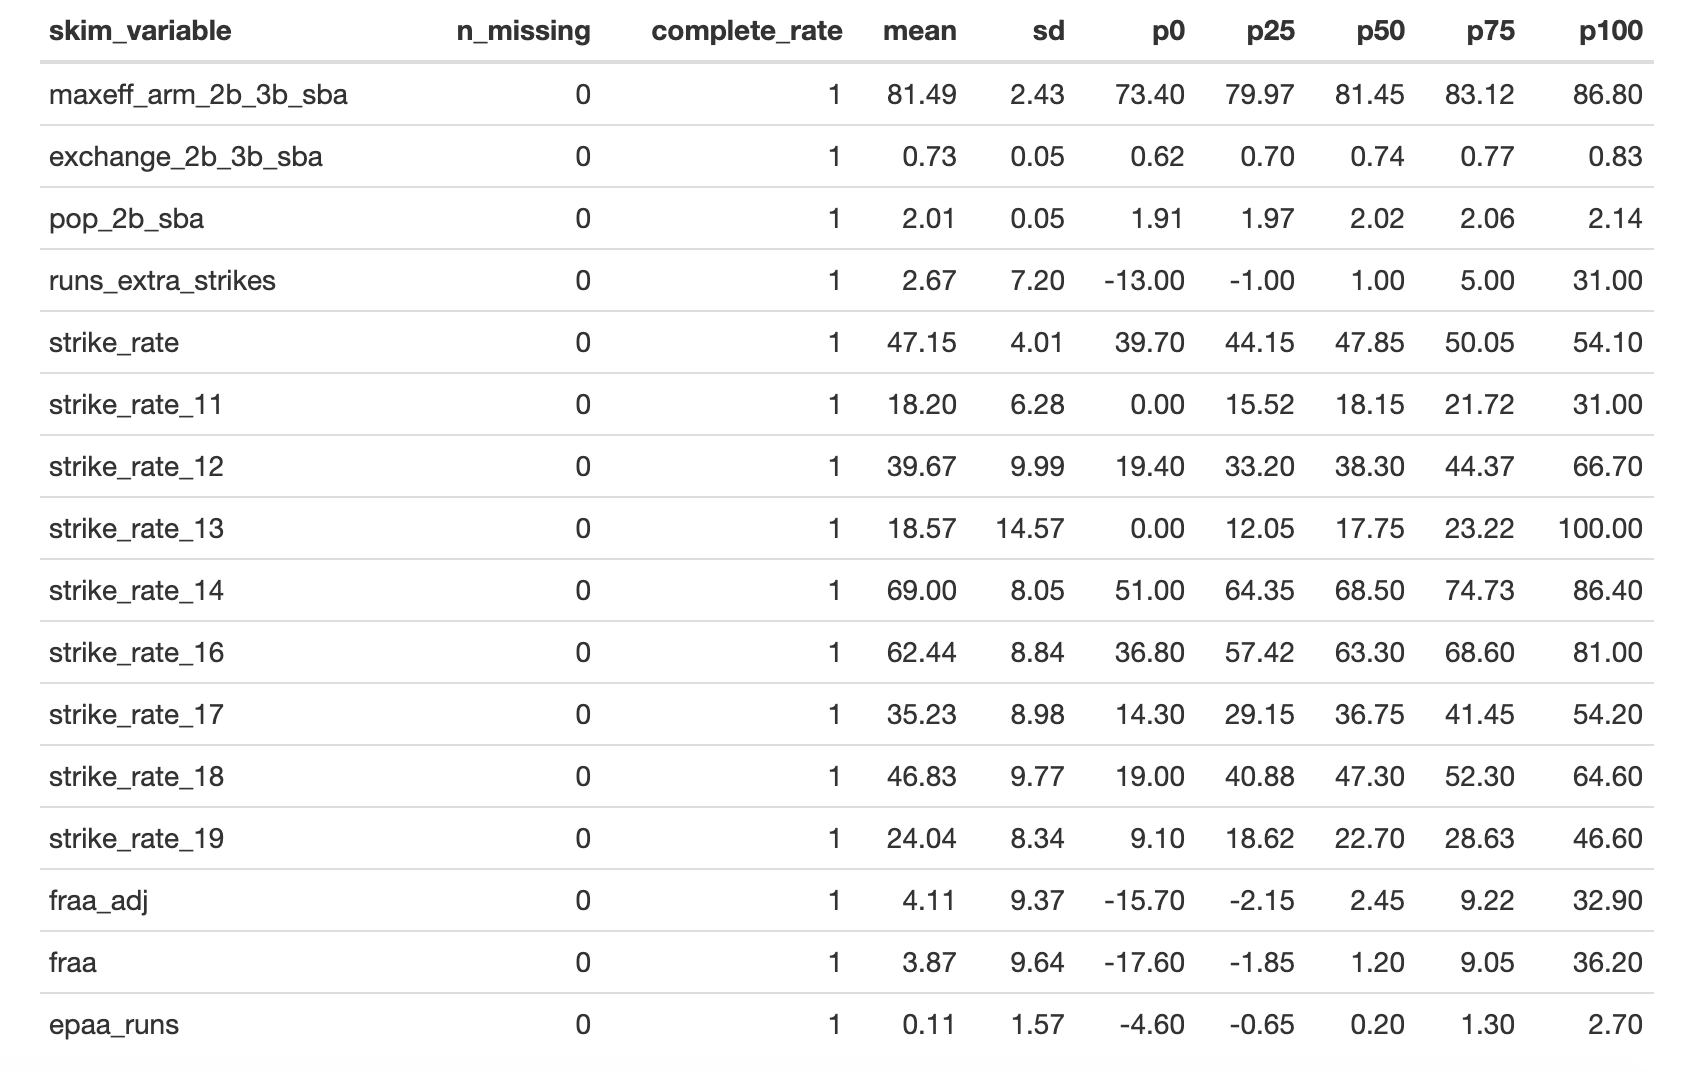 skim_variable n_missing complete_rate mean sd p0 p25 p50 p75 p100
maxeff_arm_2b_3b_sba 0 1 81.49 2.43 73.40 79.97 81.45 83.12 86.80
exchange_2b_3b_sba 0 1 0.73 0.05 0.62 0.70 0.74 0.77 0.83
pop_2b_sba 0 1 2.01 0.05 1.91 1.97 2.02 2.06 2.14
runs_extra_strikes 0 1 2.67 7.20 -13.00 -1.00 1.00 5.00 31.00
strike_rate 0 1 47.15 4.01 39.70 44.15 47.85 50.05 54.10
strike_rate_11 0 1 18.20 6.28 0.00 15.52 18.15 21.72 31.00
strike_rate_12 0 1 39.67 9.99 19.40 33.20 38.30 44.37 66.70
strike_rate_13 0 1 18.57 14.57 0.00 12.05 17.75 23.22 100.00
strike_rate_14 0 1 69.00 8.05 51.00 64.35 68.50 74.73 86.40
strike_rate_16 0 1 62.44 8.84 36.80 57.42 63.30 68.60 81.00
strike_rate_17 0 1 35.23 8.98 14.30 29.15 36.75 41.45 54.20
strike_rate_18 0 1 46.83 9.77 19.00 40.88 47.30 52.30 64.60
strike_rate_19 0 1 24.04 8.34 9.10 18.62 22.70 28.63 46.60
fraa_adj 0 1 4.11 9.37 -15.70 -2.15 2.45 9.22 32.90
fraa 0 1 3.87 9.64 -17.60 -1.85 1.20 9.05 36.20
epaa_runs 0 1 0.11 1.57 -4.60 -0.65 0.20 1.30 2.70